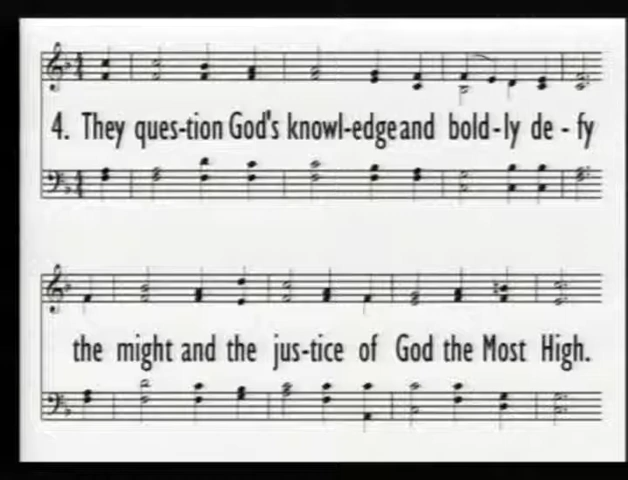 4. They ques-tion God's knowl-edge and bold-ly de-fy
the might and the jus-tice of God the Most High.